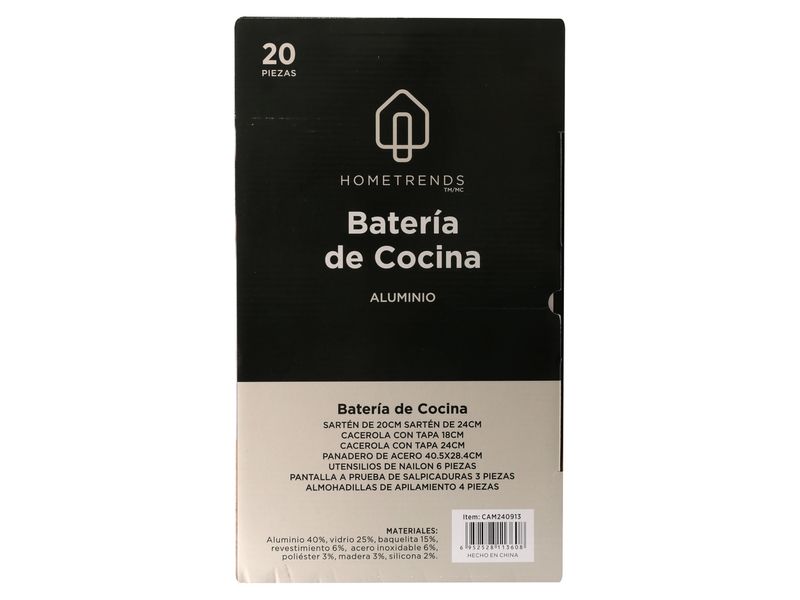 20
PIEZAS
HOMETRENDS
TM/MC
Batería
de Cocina
ALUMINIO
Batería de Cocina
SARTÉN DE 20CM SARTÉN DE 24CM
CACEROLA CON TAPA 18CM
CACEROLA CON TAPA 24CM
PANADERO DE ACERO 40.5X28.4CM
UTENSILIOS DE NAILON 6 PIEZAS
PANTALLA A PRUEBA DE SALPICADURAS 3 PIEZAS
ALMOHADILLAS DE APILAMIENTO 4 PIEZAS
MATERIALES:
Aluminio 40%, vidrio 25%, baquelita 15%,
revestimiento 6%, acero inoxidable 6%,
poliéster 3%, madera 3%, silicona 2%.
Item: CAM240913
6 952528 113608
HECHO EN CHINA